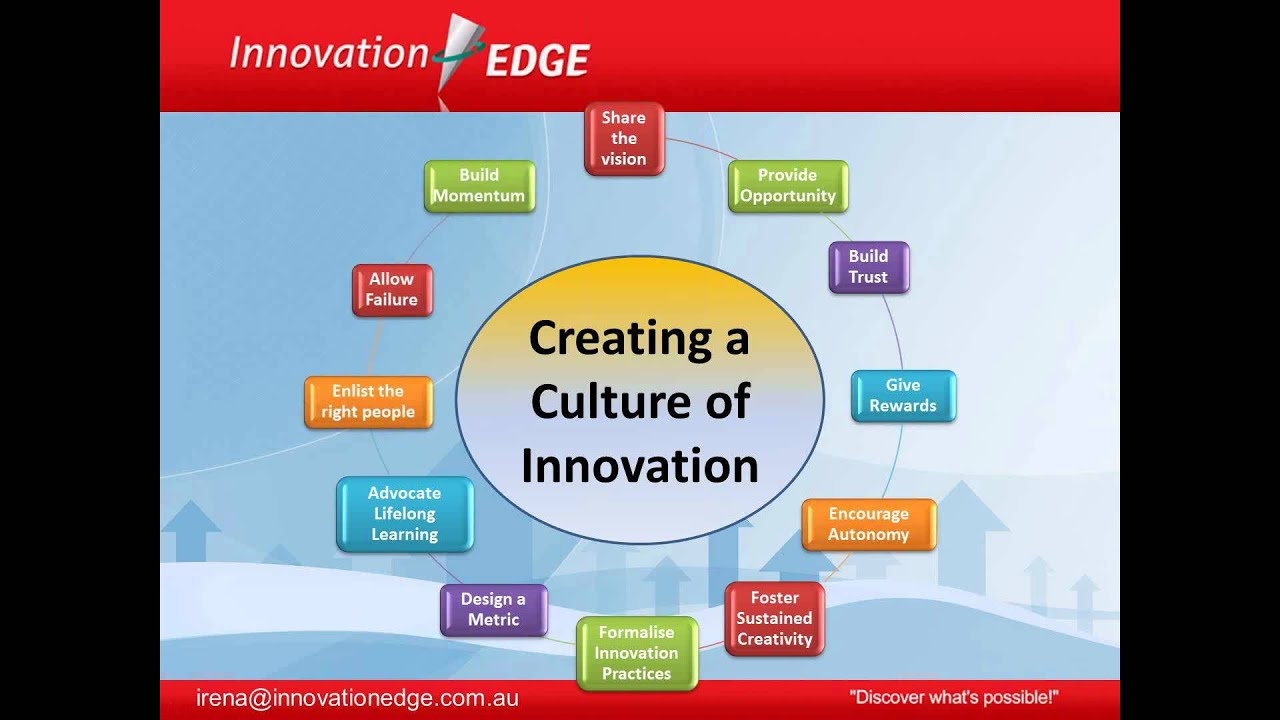 Innovation EDGE
Share
the
vision
Provide
Opportunity
Build
Trust
Give
Rewards
Encourage
Autonomy
Foster
Sustained
Creativity
Formalise
Innovation
Practices
Design a
Metric
Advocate
Lifelong
Learning
Enlist the
right people
Allow
Failure
Build
Momentum
Creating a
Culture of
Innovation
irena@innovationedge.com.au
"Discover what's possible!"